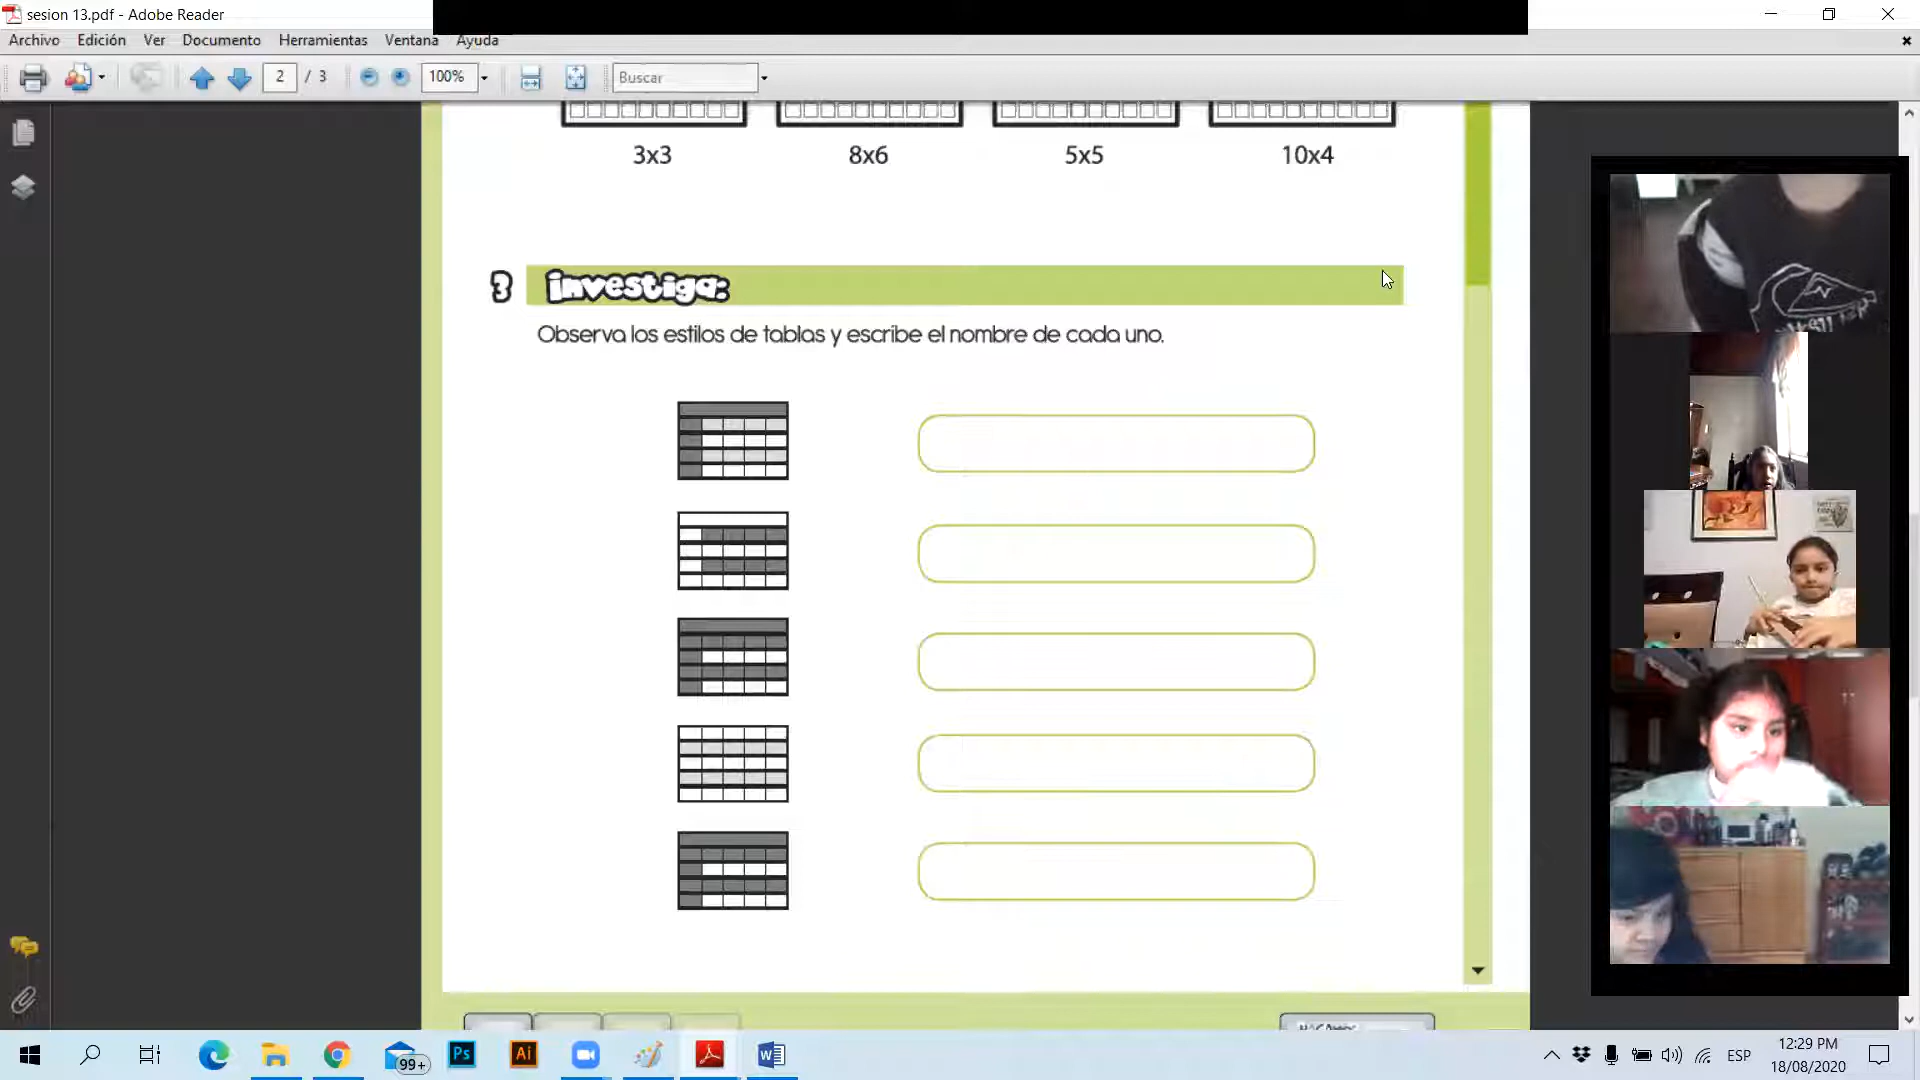 sesion 13.pdf - Adobe Reader
Archivo Edición Ver Documento Herramientas Ventana Ayuda
2 / 3 100% Buscar
3x3 8x6 5x5 10x4
3 investiga:
Observa los estilos de tablas y escribe el nombre de cada uno.
99+ Ps Ai W ESP
12:29 PM
18/08/2020